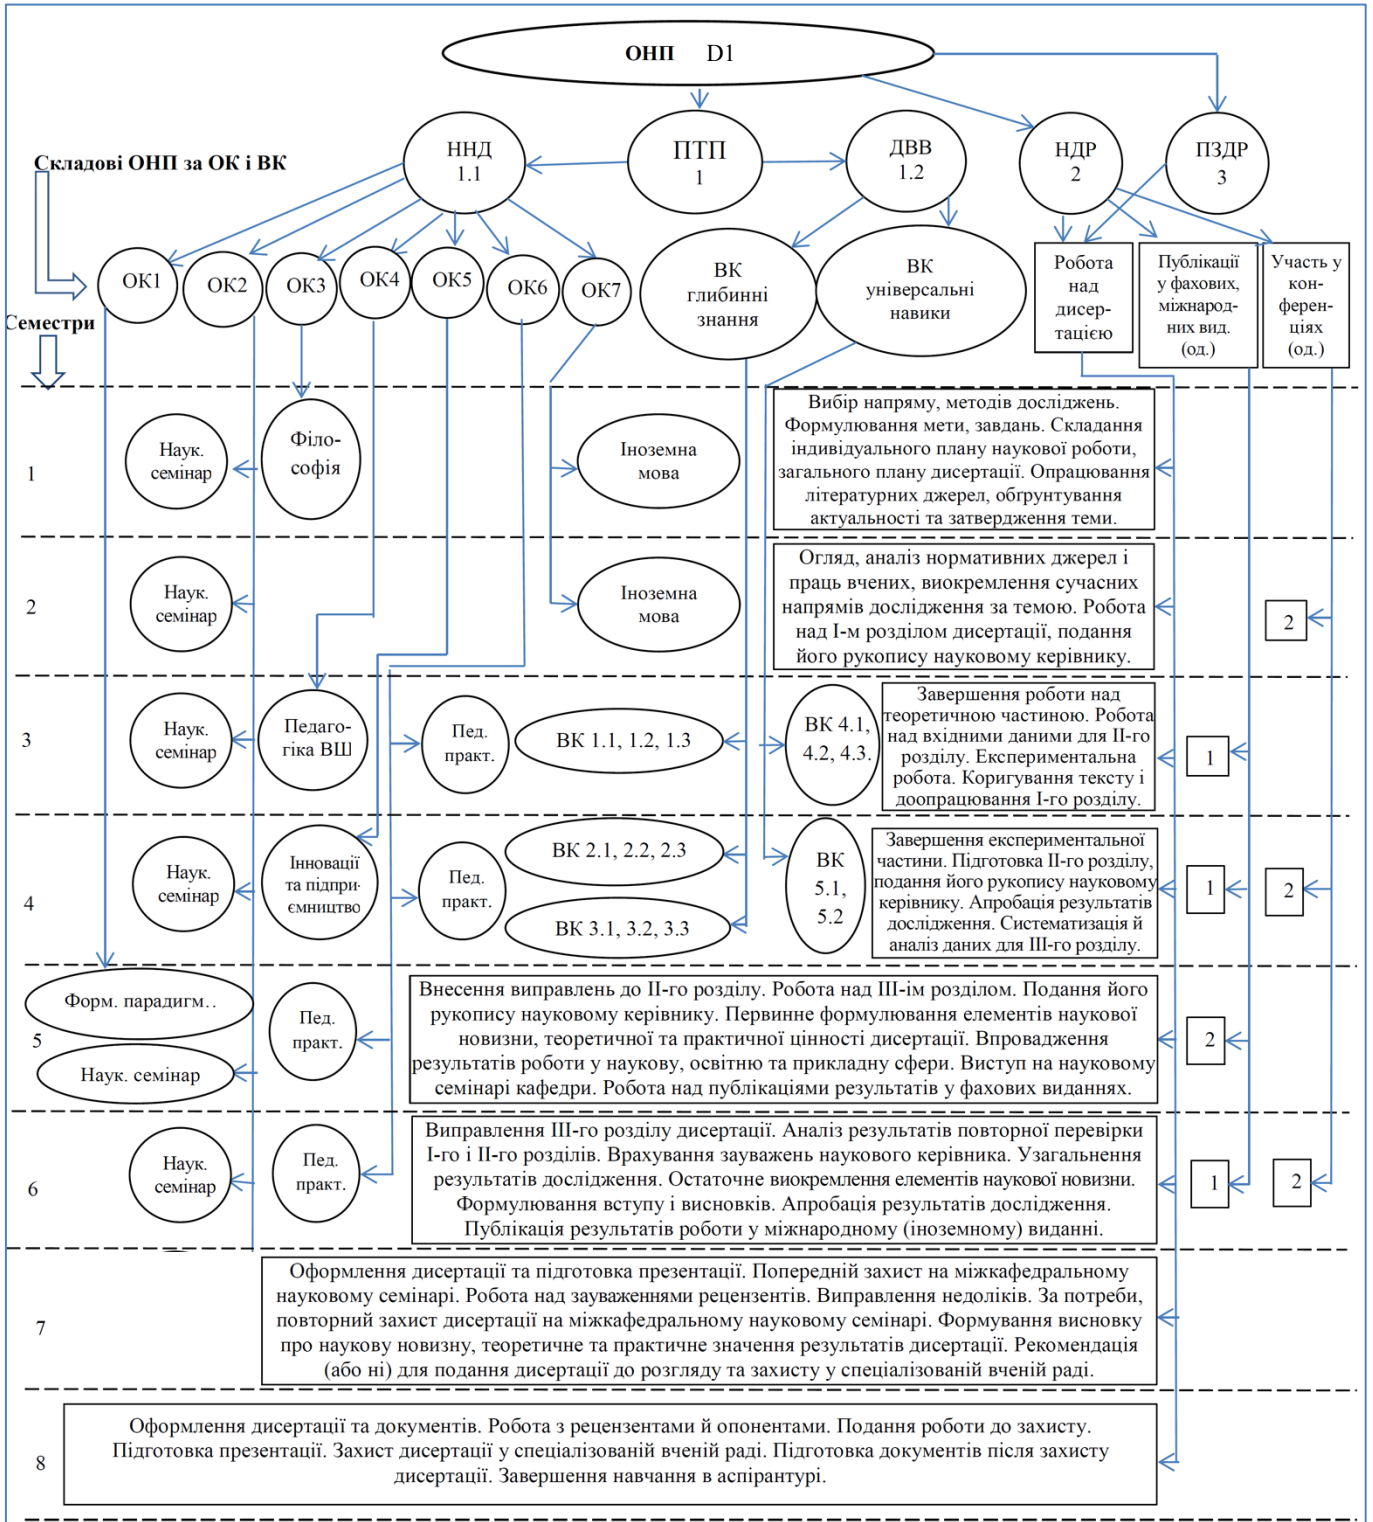 ОНП D1
ННД
1.1
ПТП
1
ДВВ
1.2
НДР
2
ПЗДР
3
Складові ОНП за ОК і ВК
ОК1
ОК2
ОК3
ОК4
ОК5
ОК6
ОК7
ВК
глибинні
знання
ВК
універсальні
навики
Робота
над
дисер-
тацією
Публікації
у фахових,
міжнарод-
них вид.
(од.)
Участь у
кон-
ферен-
ціях
(од.)
Семестри
1
Наук.
семінар
Філо-
софія
Іноземна
мова
Вибір напряму, методів досліджень.
Формулювання мети, завдань. Складання
індивідуального плану наукової роботи,
загального плану дисертації. Опрацювання
літературних джерел, обґрунтування
актуальності та затвердження теми.
2
Наук.
семінар
Іноземна
мова
Огляд, аналіз нормативних джерел і
праць вчених, виокремлення сучасних
напрямів дослідження за темою. Робота
над І-м розділом дисертації, подання
його рукопису науковому керівнику.
2
3
Наук.
семінар
Педаго-
гіка ВШ
Пед.
практ.
ВК 1.1, 1.2, 1.3
ВК 4.1,
4.2, 4.3.
Завершення роботи над
теоретичною частиною. Робота
над вхідними даними для ІІ-го
розділу. Експериментальна
робота. Коригування тексту і
доопрацювання І-го розділу.
1
4
Наук.
семінар
Інновації
та підпри-
ємництво
Пед.
практ.
ВК 2.1, 2.2, 2.3
ВК 3.1, 3.2, 3.3
ВК
5.1,
5.2
Завершення експериментальної
частини. Підготовка ІІ-го розділу,
подання його рукопису науковому
керівнику. Апробація результатів
дослідження. Систематизація й
аналіз даних для ІІІ-го розділу.
1
2
Форм. парадигм..
5
Наук. семінар
Пед.
практ.
Внесення виправлень до ІІ-го розділу. Робота над ІІІ-ім розділом. Подання його
рукопису науковому керівнику. Первинне формулювання елементів наукової
новизни, теоретичної та практичної цінності дисертації. Впровадження
результатів роботи у наукову, освітню та прикладну сфери. Виступ на науковому
семінарі кафедри. Робота над публікаціями результатів у фахових виданнях.
2
6
Наук.
семінар
Пед.
практ.
Виправлення ІІІ-го розділу дисертації. Аналіз результатів повторної перевірки
І-го і ІІ-го розділів. Врахування зауважень наукового керівника. Узагальнення
результатів дослідження. Остаточне виокремлення елементів наукової новизни.
Формулювання вступу і висновків. Апробація результатів дослідження.
Публікація результатів роботи у міжнародному (іноземному) виданні.
1
2
7
Оформлення дисертації та підготовка презентації. Попередній захист на міжкафедральному
науковому семінарі. Робота над зауваженнями рецензентів. Виправлення недоліків. За потреби,
повторний захист дисертації на міжкафедральному науковому семінарі. Формування висновку
про наукову новизну, теоретичне та практичне значення результатів дисертації. Рекомендація
(або ні) для подання дисертації до розгляду та захисту у спеціалізованій вченій раді.
8
Оформлення дисертації та документів. Робота з рецензентами й опонентами. Подання роботи до захисту.
Підготовка презентації. Захист дисертації у спеціалізованій вченій раді. Підготовка документів після захисту
дисертації. Завершення навчання в аспірантурі.